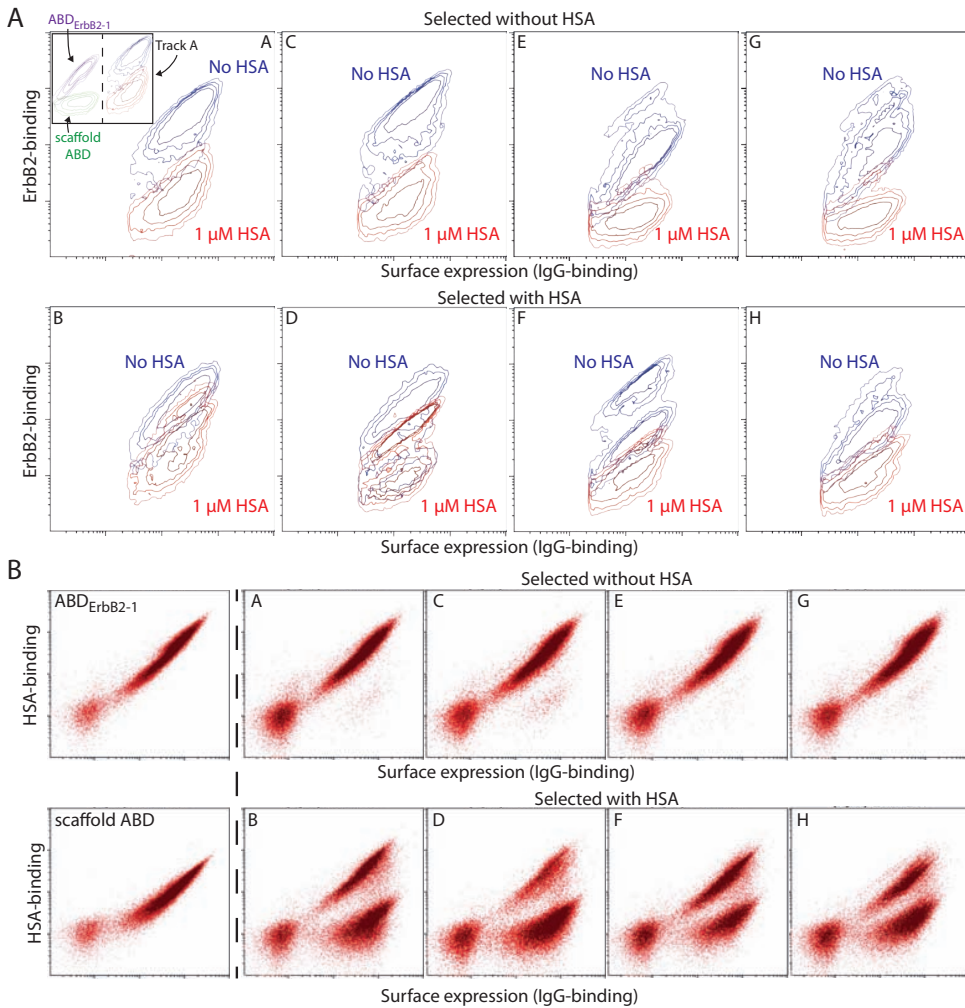 A
Selected without HSA
ABDErbB2-1
Track A
scaffold
ABD
A
No HSA
1 µM HSA
C
No HSA
1 µM HSA
E
No HSA
1 µM HSA
G
No HSA
1 µM HSA
ErbB2-binding
Surface expression (IgG-binding)
Selected with HSA
B
No HSA
1 µM HSA
D
No HSA
1 µM HSA
F
No HSA
1 µM HSA
H
No HSA
1 µM HSA
ErbB2-binding
Surface expression (IgG-binding)
B
Selected without HSA
ABDErbB2-1
A
C
E
G
HSA-binding
Surface expression (IgG-binding)
Selected with HSA
scaffold ABD
B
D
F
H
HSA-binding
Surface expression (IgG-binding)